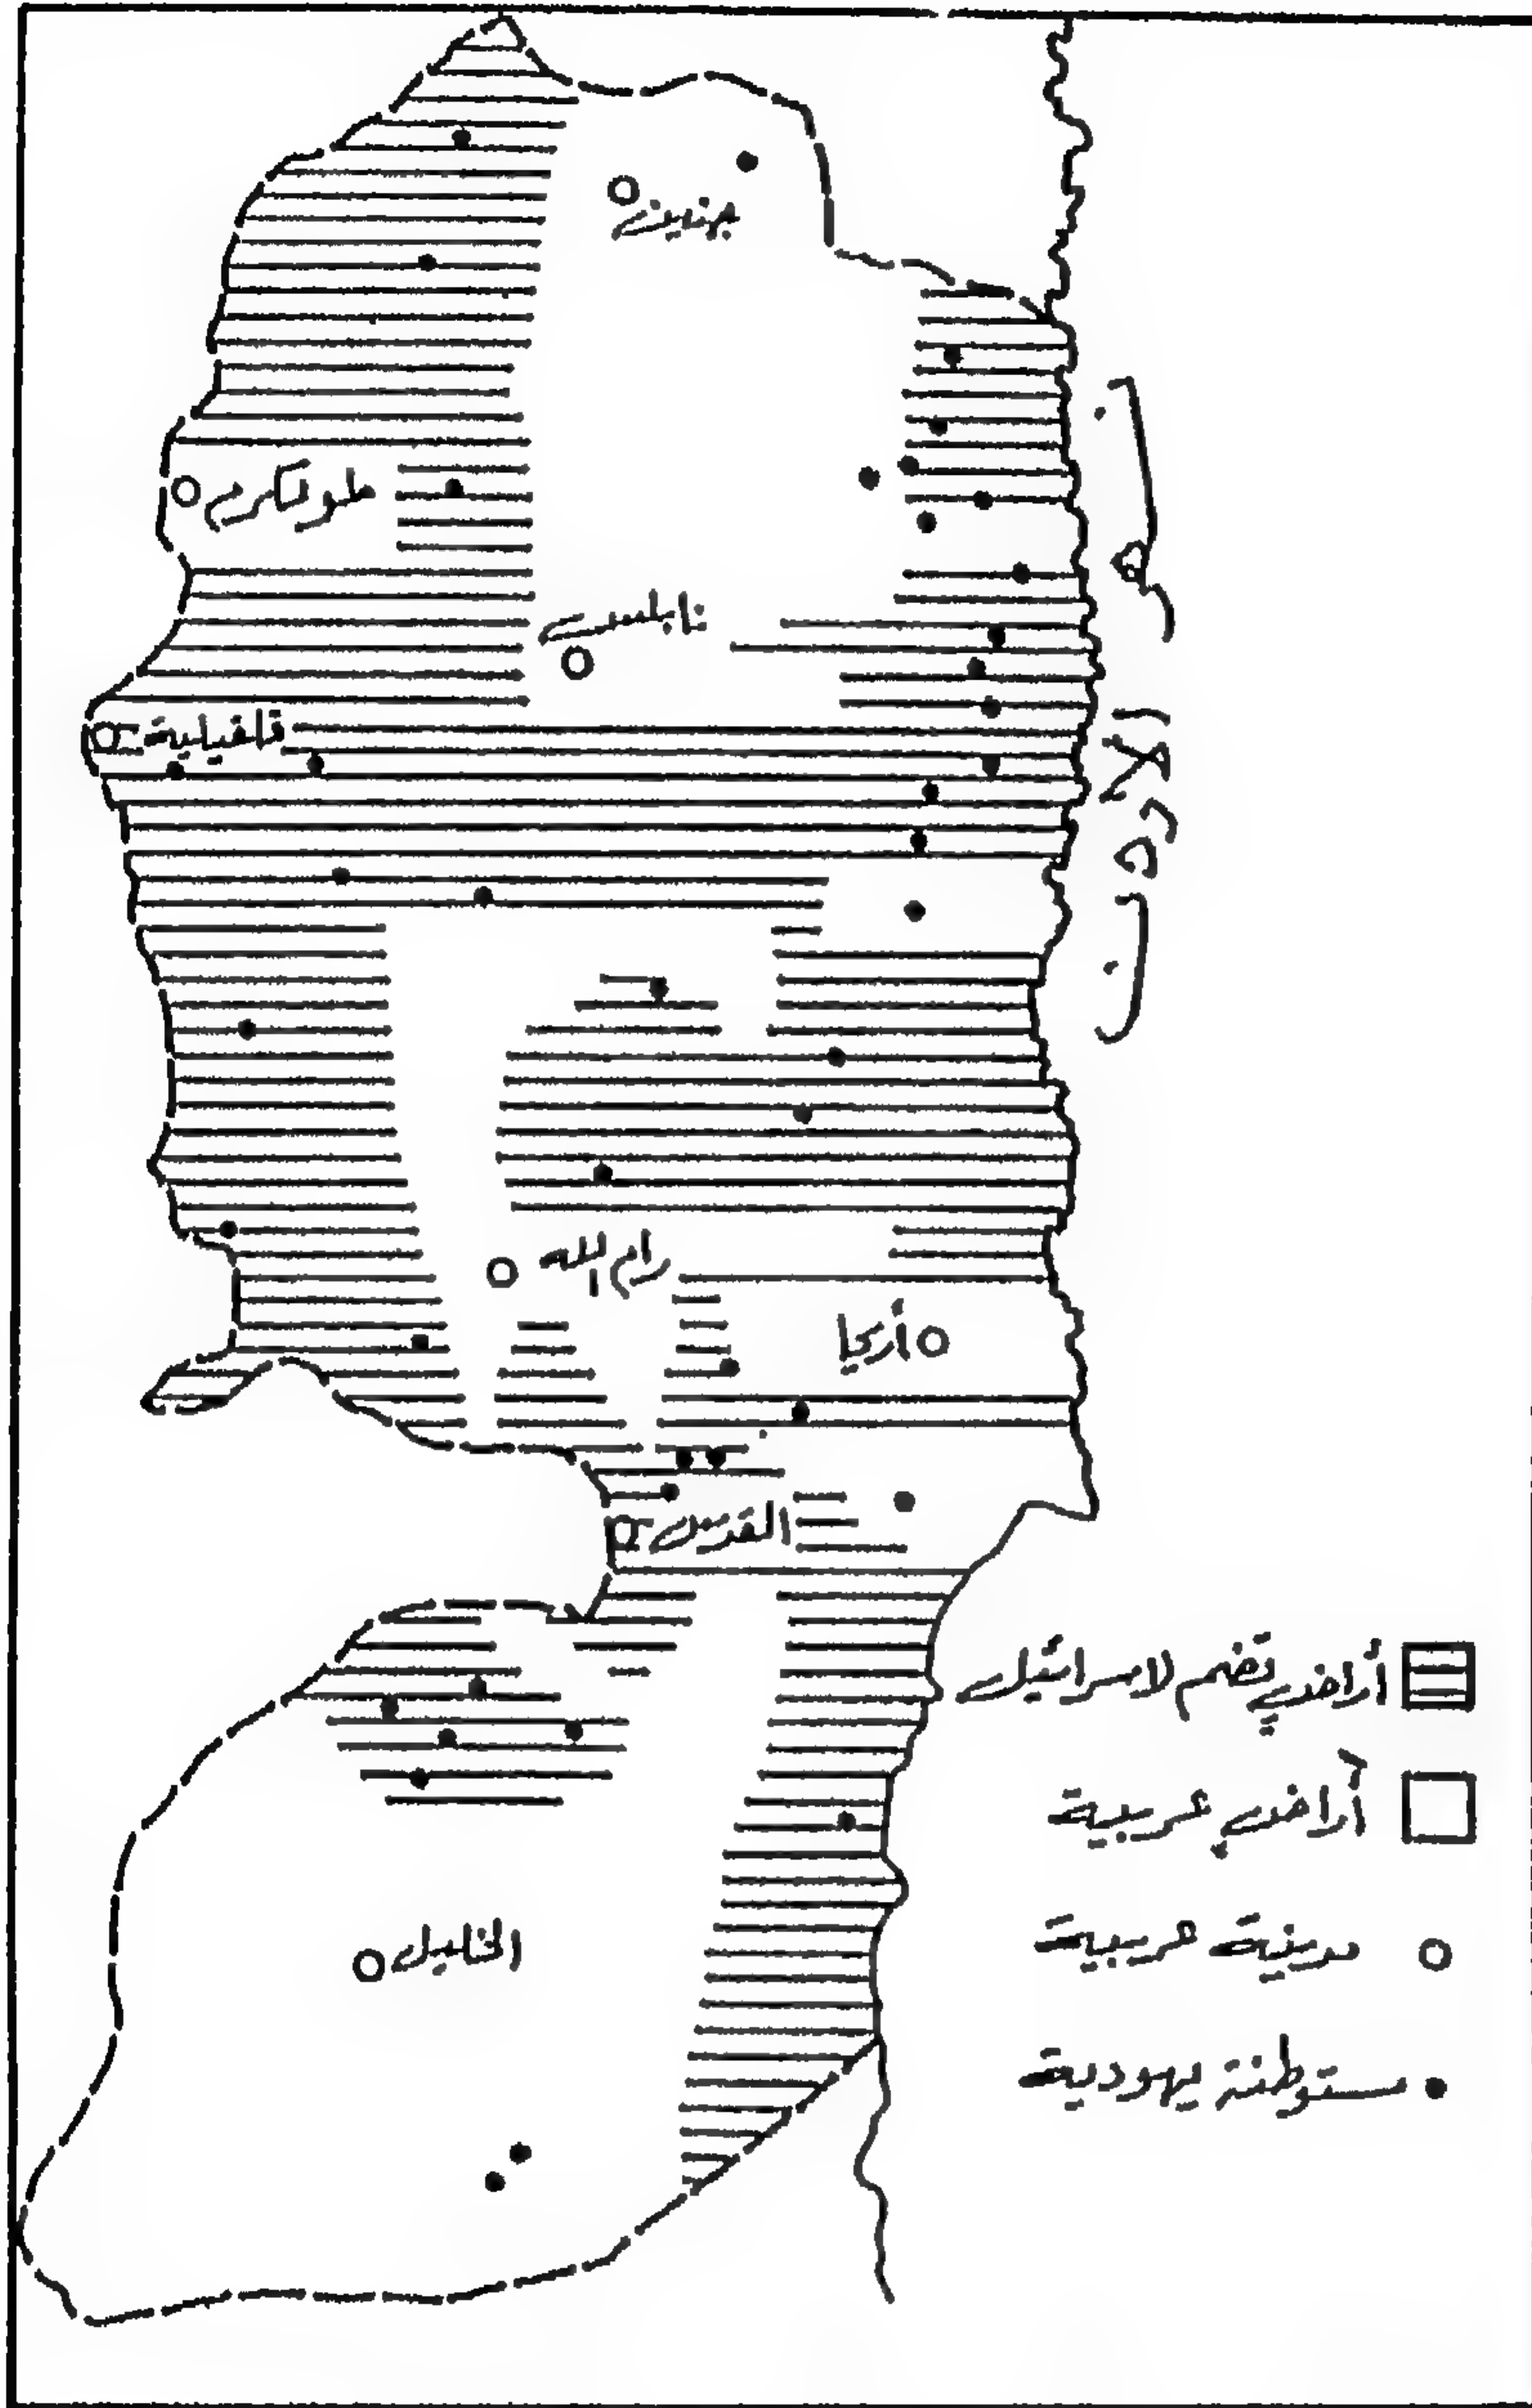 جنين
طولكرم
نابلس
قلقيلية
نهر الأردن
رام الله
أريحا
القدس
أراضي تضم لاسرائيل
أراضي عربية
الخليل
مدينة عربية
مستوطنة يهودية